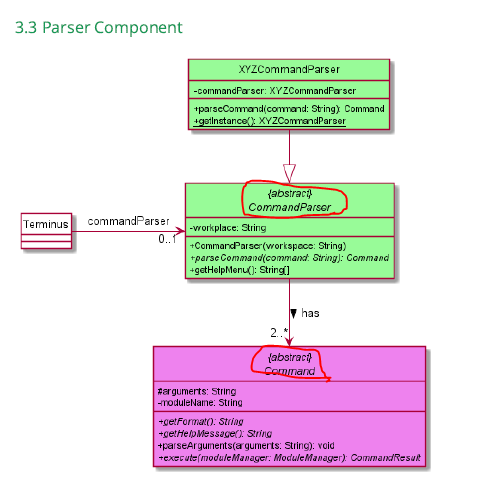 3.3 Parser Component
XYZCommandParser
-commandParser: XYZCommandParser
+parseCommand(command: String): Command
+getInstance(): XYZCommandParser
{abstract}
CommandParser
-workplace: String
+CommandParser(workspace: String)
+parseCommand(command: String): Command
+getHelpMenu(): String[]
Terminus
commandParser
0..1
has
2..*
{abstract}
Command
#arguments: String
-moduleName: String
+getFormat(): String
+getHelpMessage(): String
+parseArguments(arguments: String): void
+execute(moduleManager: ModuleManager): CommandResult